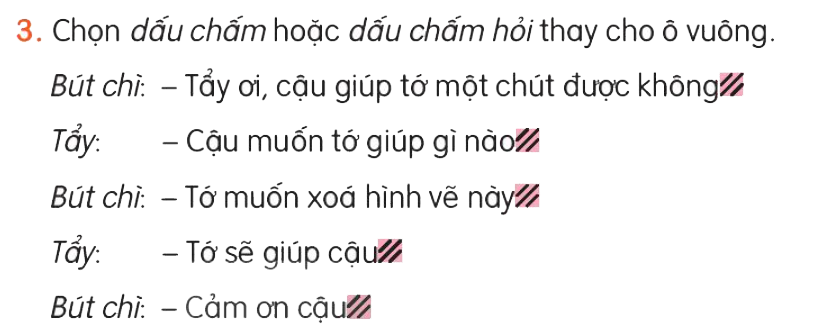 3. Chọn dấu chấm hoặc dấu chấm hỏi thay cho ô vuông.
Bút chì: – Tẩy ơi, cậu giúp tớ một chút được không
Tẩy: – Cậu muốn tớ giúp gì nào
Bút chì: – Tớ muốn xoá hình vẽ này
Tẩy: – Tớ sẽ giúp cậu
Bút chì: – Cảm ơn cậu